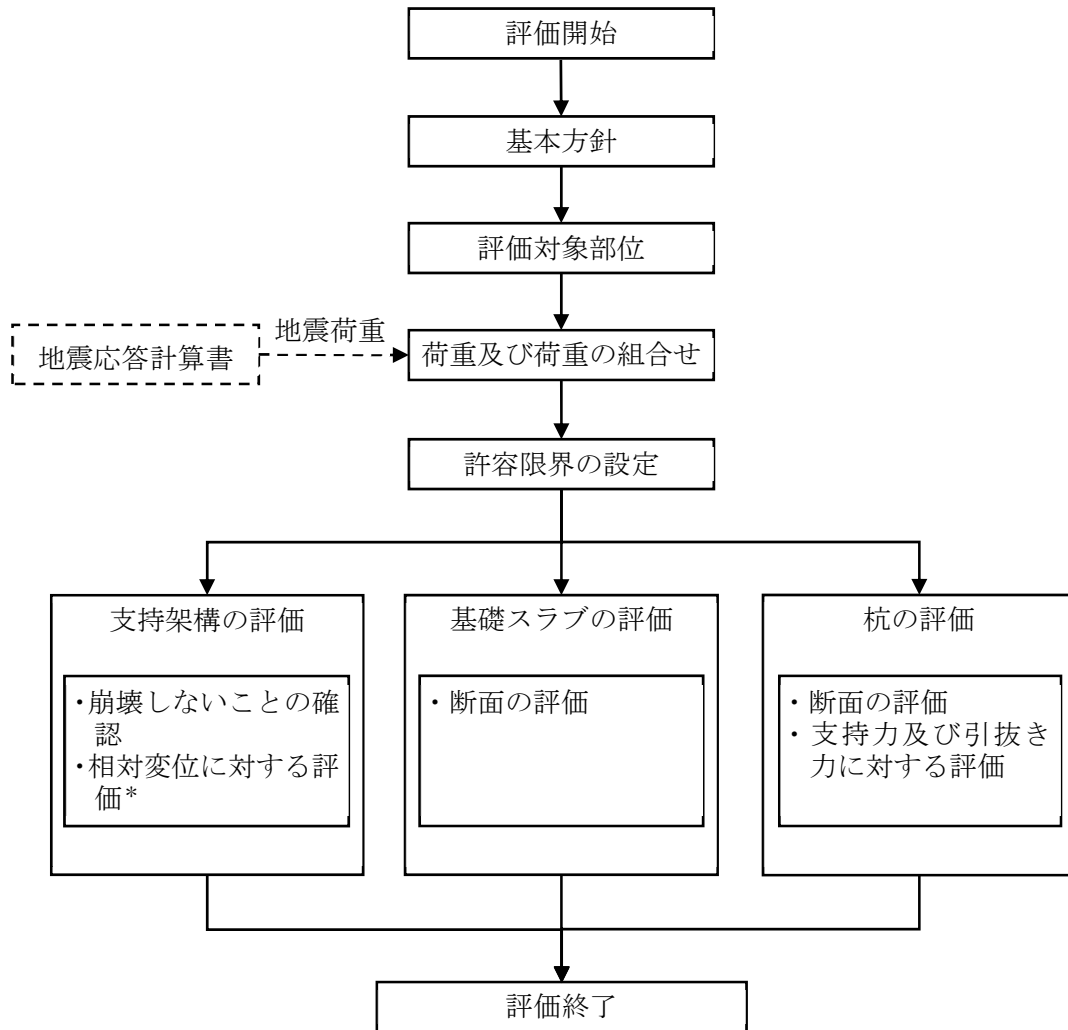 評価開始
基本方針
評価対象部位
地震荷重
地震応答計算書
荷重及び荷重の組合せ
許容限界の設定
支持架構の評価
・崩壊しないことの確
認
・相対変位に対する評
価*
基礎スラブの評価
・断面の評価
杭の評価
・断面の評価
・支持力及び引抜き
力に対する評価
評価終了